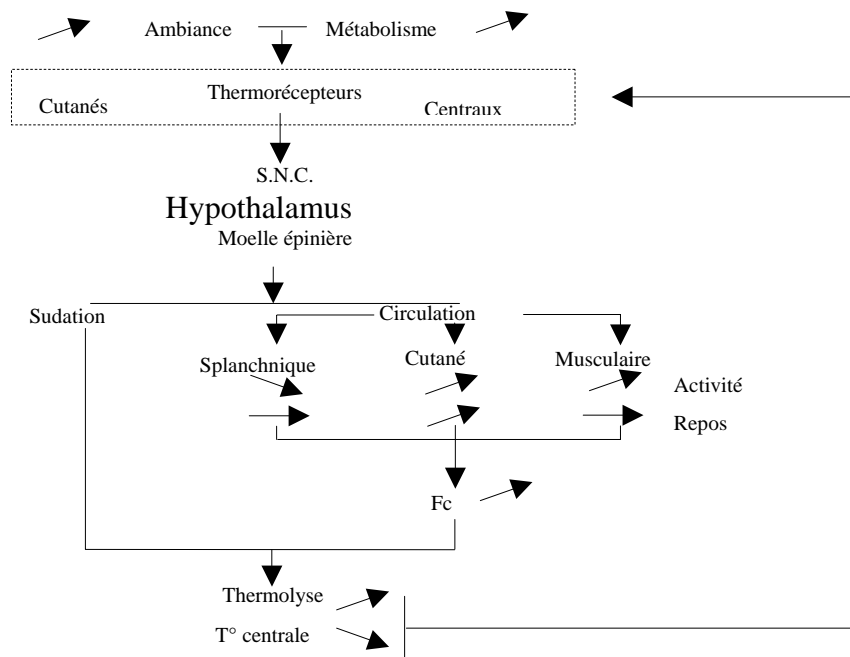 Ambiance Métabolisme
Thermorécepteurs
Cutanés Centraux
S.N.C.
Hypothalamus
Moelle épinière
Sudation Circulation
Splanchnique Cutané Musculaire
Activité
Repos
Fc
Thermolyse
T° centrale